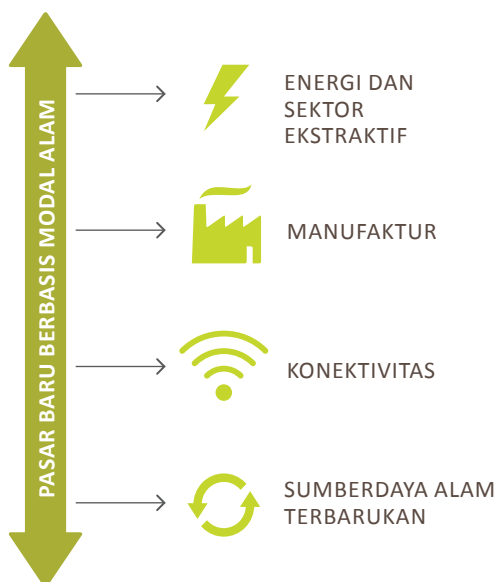 PASAR BARU BERBASIS MODAL ALAM
ENERGI DAN
SEKTOR
EKSTRAKTIF
MANUFAKTUR
KONEKTIVITAS
SUMBERDAYA ALAM
TERBARUKAN